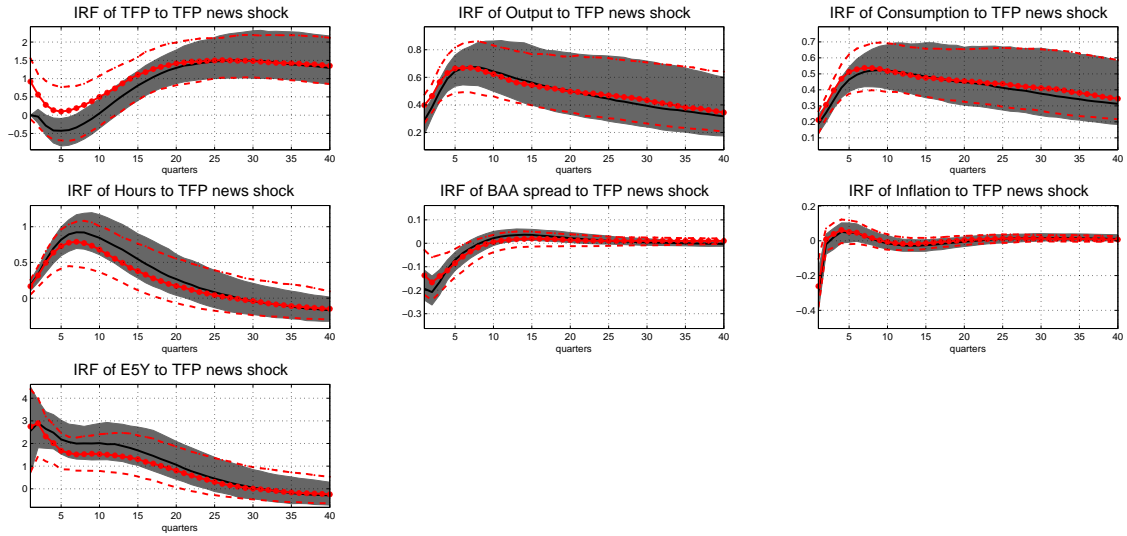 IRF of TFP to TFP news shock
2
1.5
1
0.5
0
−0.5
5 10 15 20 25 30 35 40
quarters
IRF of Output to TFP news shock
0.8
0.6
0.4
0.2
5 10 15 20 25 30 35 40
quarters
IRF of Consumption to TFP news shock
0.7
0.6
0.5
0.4
0.3
0.2
0.1
5 10 15 20 25 30 35 40
quarters
IRF of Hours to TFP news shock
1
0.5
0
5 10 15 20 25 30 35 40
quarters
IRF of BAA spread to TFP news shock
0.1
0
−0.1
−0.2
−0.3
5 10 15 20 25 30 35 40
quarters
IRF of Inflation to TFP news shock
0.2
0
−0.2
−0.4
5 10 15 20 25 30 35 40
quarters
IRF of E5Y to TFP news shock
4
3
2
1
0
5 10 15 20 25 30 35 40
quarters